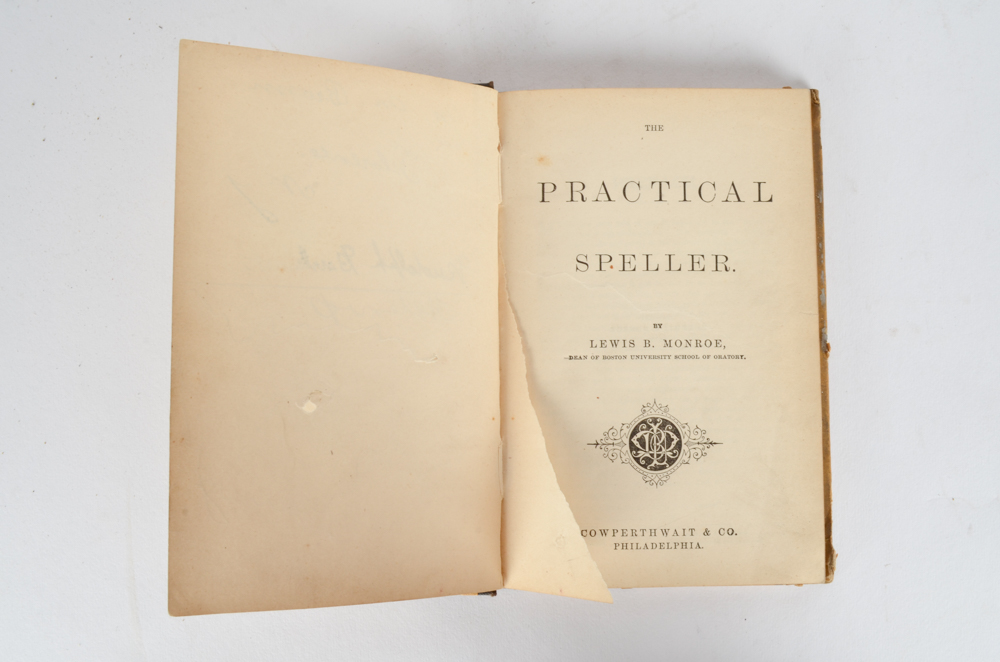 THE
PRACTICAL
SPELLER.
BY
LEWIS B. MONROE,
DEAN OF BOSTON UNIVERSITY SCHOOL OF ORATORY.
COWPERTHWAIT & CO.
PHILADELPHIA.